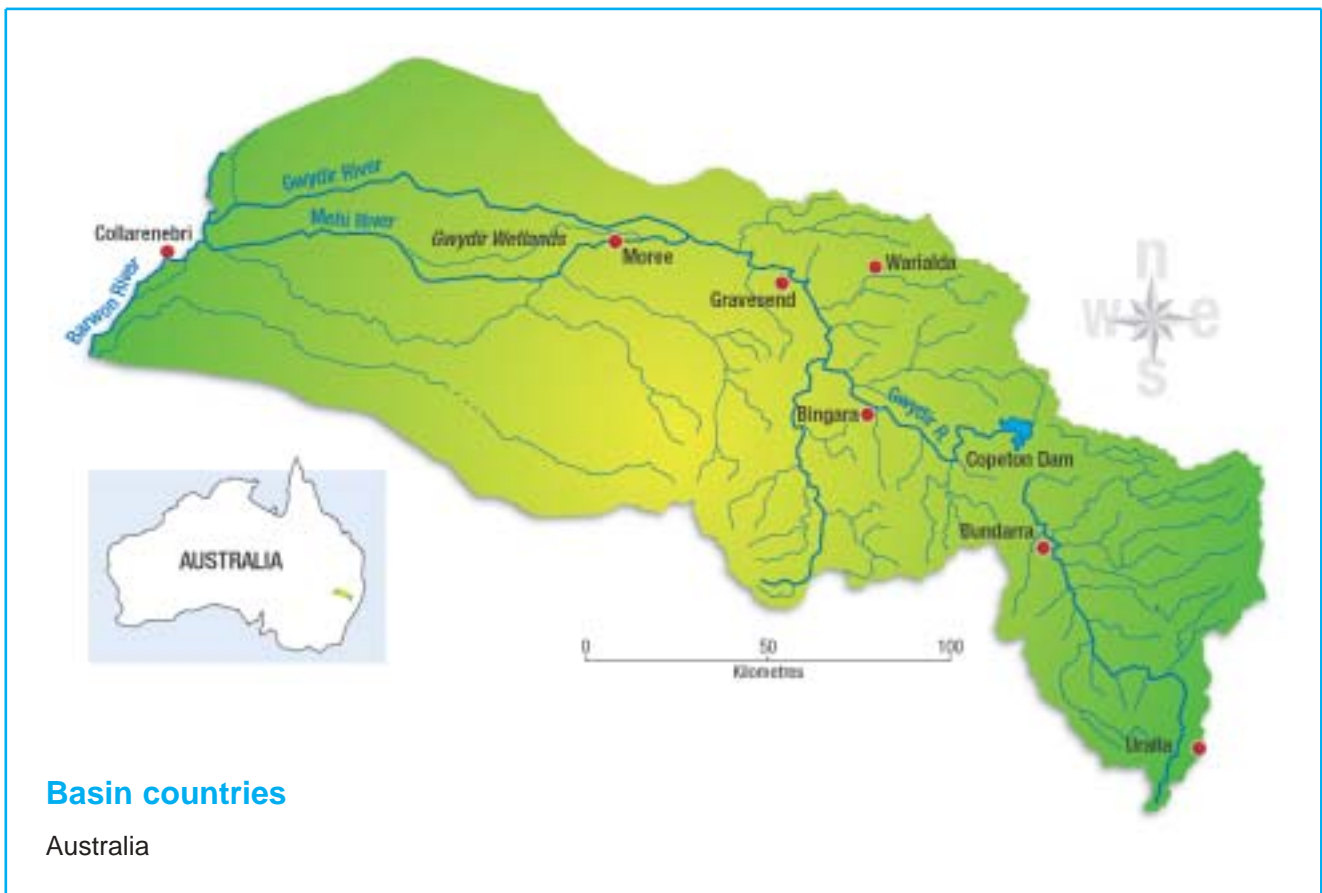 Gwydir River
Mehi River
Collarenebri
Gwydir Wetlands
Moree
Warialda
Gravesend
Barwon River
n
w e
s
Bingara
Gwydir R.
Copeton Dam
Bundarra
AUSTRALIA
0 50 100
Kilometres
Uralla
Basin countries
Australia